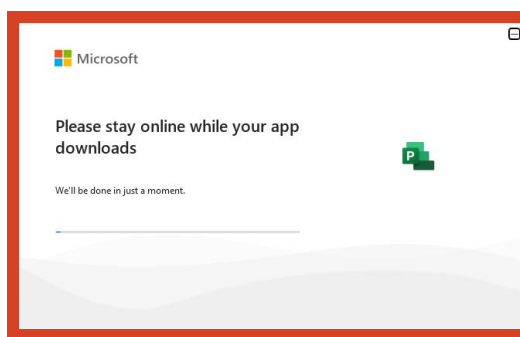 Microsoft
Please stay online while your app
downloads
P
We'll be done in just a moment.